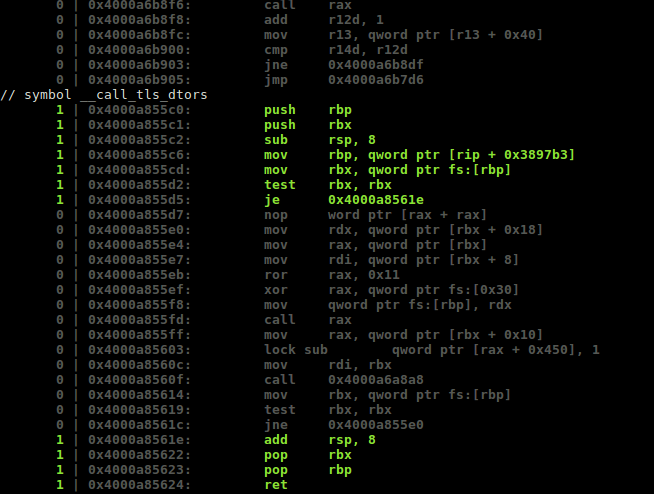 0 | 0x4000a6b8f6: call rax
0 | 0x4000a6b8f8: add r12d, 1
0 | 0x4000a6b8fc: mov r13, qword ptr [r13 + 0x40]
0 | 0x4000a6b900: cmp r14d, r12d
0 | 0x4000a6b903: jne 0x4000a6b8df
0 | 0x4000a6b905: jmp 0x4000a6b7d6
// symbol __call_tls_dtors
1 | 0x4000a855c0: push rbp
1 | 0x4000a855c1: push rbx
1 | 0x4000a855c2: sub rsp, 8
1 | 0x4000a855c6: mov rbp, qword ptr [rip + 0x3897b3]
1 | 0x4000a855cd: mov rbx, qword ptr fs:[rbp]
1 | 0x4000a855d2: test rbx, rbx
1 | 0x4000a855d5: je 0x4000a8561e
0 | 0x4000a855d7: nop word ptr [rax + rax]
0 | 0x4000a855e0: mov rdx, qword ptr [rbx + 0x18]
0 | 0x4000a855e4: mov rax, qword ptr [rbx]
0 | 0x4000a855e7: mov rdi, qword ptr [rbx + 8]
0 | 0x4000a855eb: ror rax, 0x11
0 | 0x4000a855ef: xor rax, qword ptr fs:[0x30]
0 | 0x4000a855f8: mov qword ptr fs:[rbp], rdx
0 | 0x4000a855fd: call rax
0 | 0x4000a855ff: mov rax, qword ptr [rbx + 0x10]
0 | 0x4000a85603: lock sub qword ptr [rax + 0x450], 1
0 | 0x4000a8560c: mov rdi, rbx
0 | 0x4000a8560f: call 0x4000a6a8a8
0 | 0x4000a85614: mov rbx, qword ptr fs:[rbp]
0 | 0x4000a85619: test rbx, rbx
0 | 0x4000a8561c: jne 0x4000a855e0
1 | 0x4000a8561e: add rsp, 8
1 | 0x4000a85622: pop rbx
1 | 0x4000a85623: pop rbp
1 | 0x4000a85624: ret